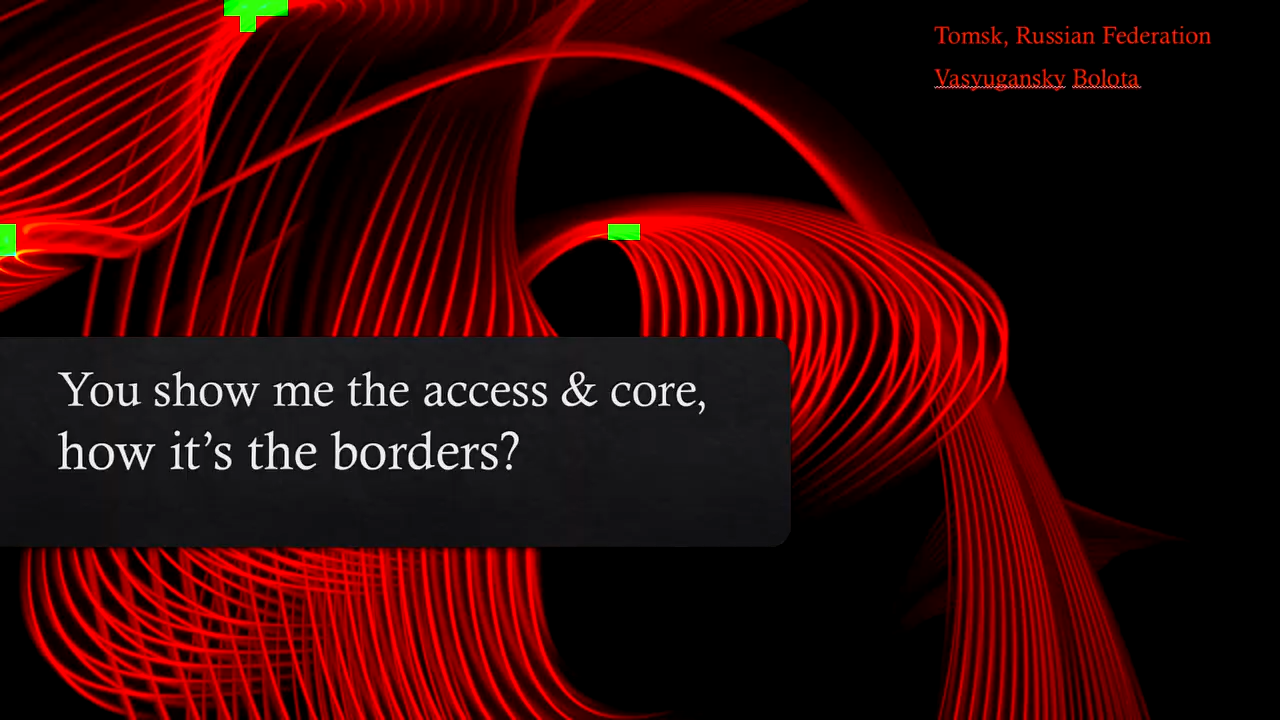 Tomsk, Russian Federation
Vasyugansky Bolota
You show me the access & core,
how it’s the borders?